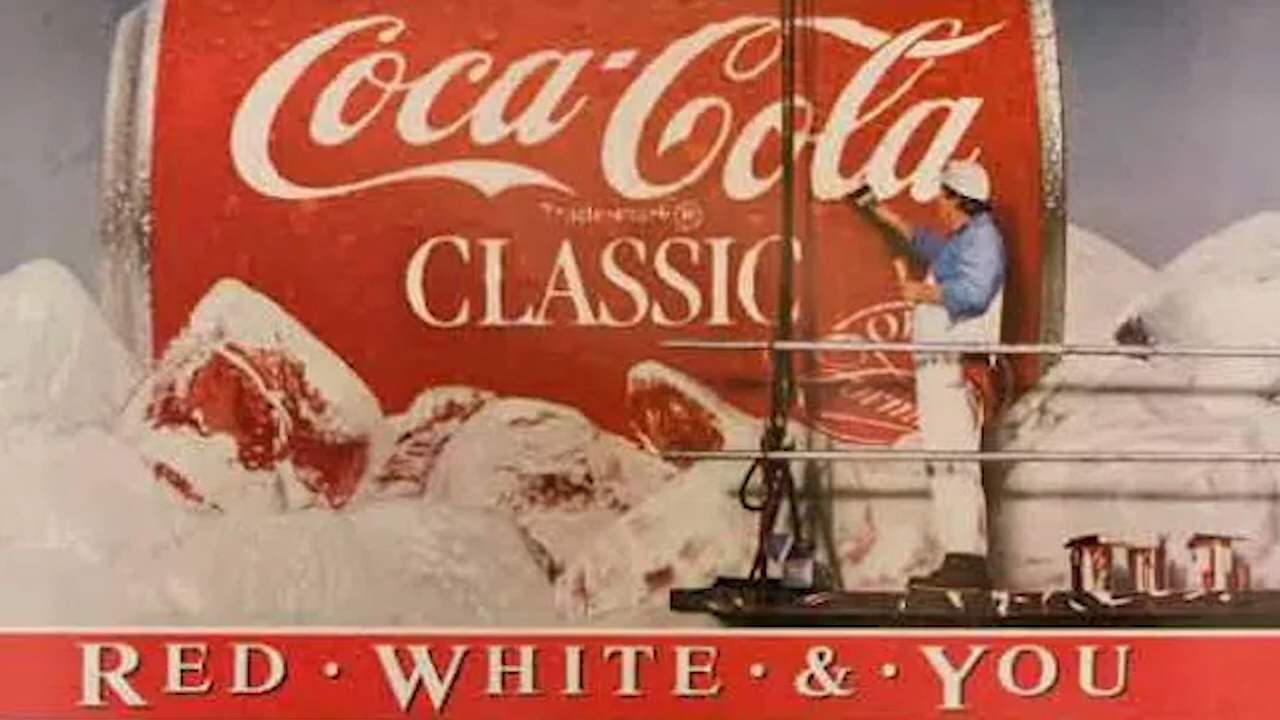 Coca-Cola
Trademark®
CLASSIC
RED · WHITE · & · YOU